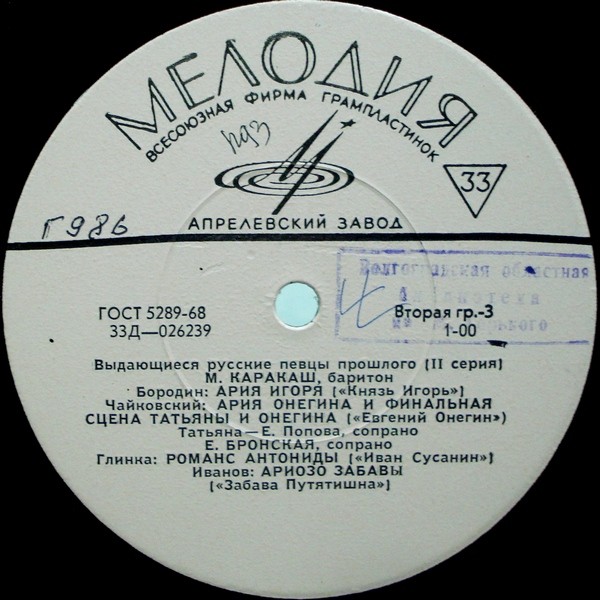 МЕЛОДИЯ
ВСЕСОЮЗНАЯ ФИРМА ГРАМПЛАСТИНОК
33
АПРЕЛЕВСКИЙ ЗАВОД
Г986
областная
ГОСТ 5289-68
Вторая гр.-3
33Д—026239
1-00
Выдающиеся русские певцы прошлого (II серия)
М. КАРАКАШ, баритон
Бородин: АРИЯ ИГОРЯ («Князь Игорь»)
Чайковский: АРИЯ ОНЕГИНА И ФИНАЛЬНАЯ
СЦЕНА ТАТЬЯНЫ И ОНЕГИНА («Евгений Онегин»)
Татьяна—Е. Попова, сопрано
Е. БРОНСКАЯ, сопрано
Глинка: РОМАНС АНТОНИДЫ («Иван Сусанин»)
Иванов: АРИОЗО ЗАБАВЫ
(«Забава Путятишна»)